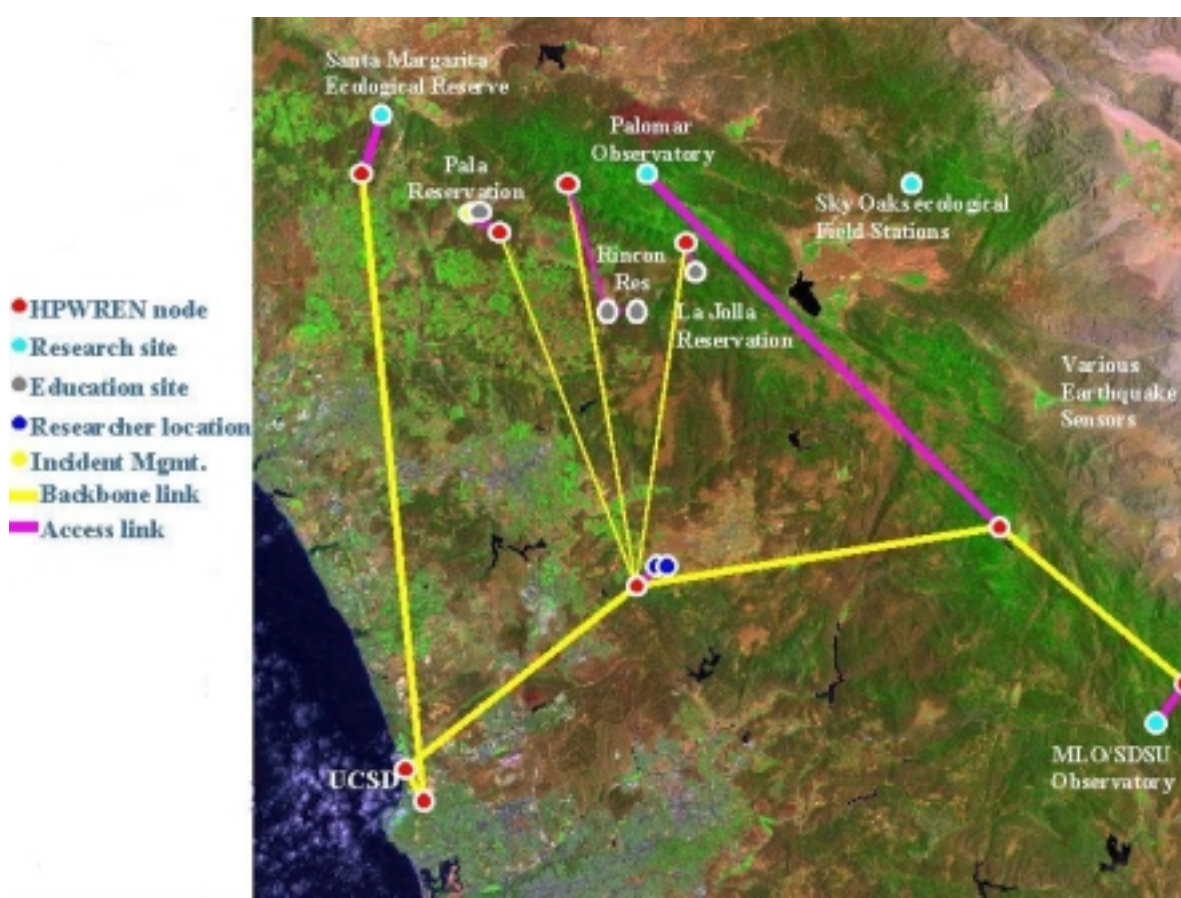 Santa Margarita
Ecological Reserve
Palomar
Observatory
Pala
Reservation
Sky Oaks ecological
Field Stations
Rincon
Res
La Jolla
Reservation
HPWREN node
Research site
Education site
Researcher location
Incident Mgmt.
Backbone link
Access link
Various
Earthquake
Sensors
UCSD
MLO/SDSU
Observatory